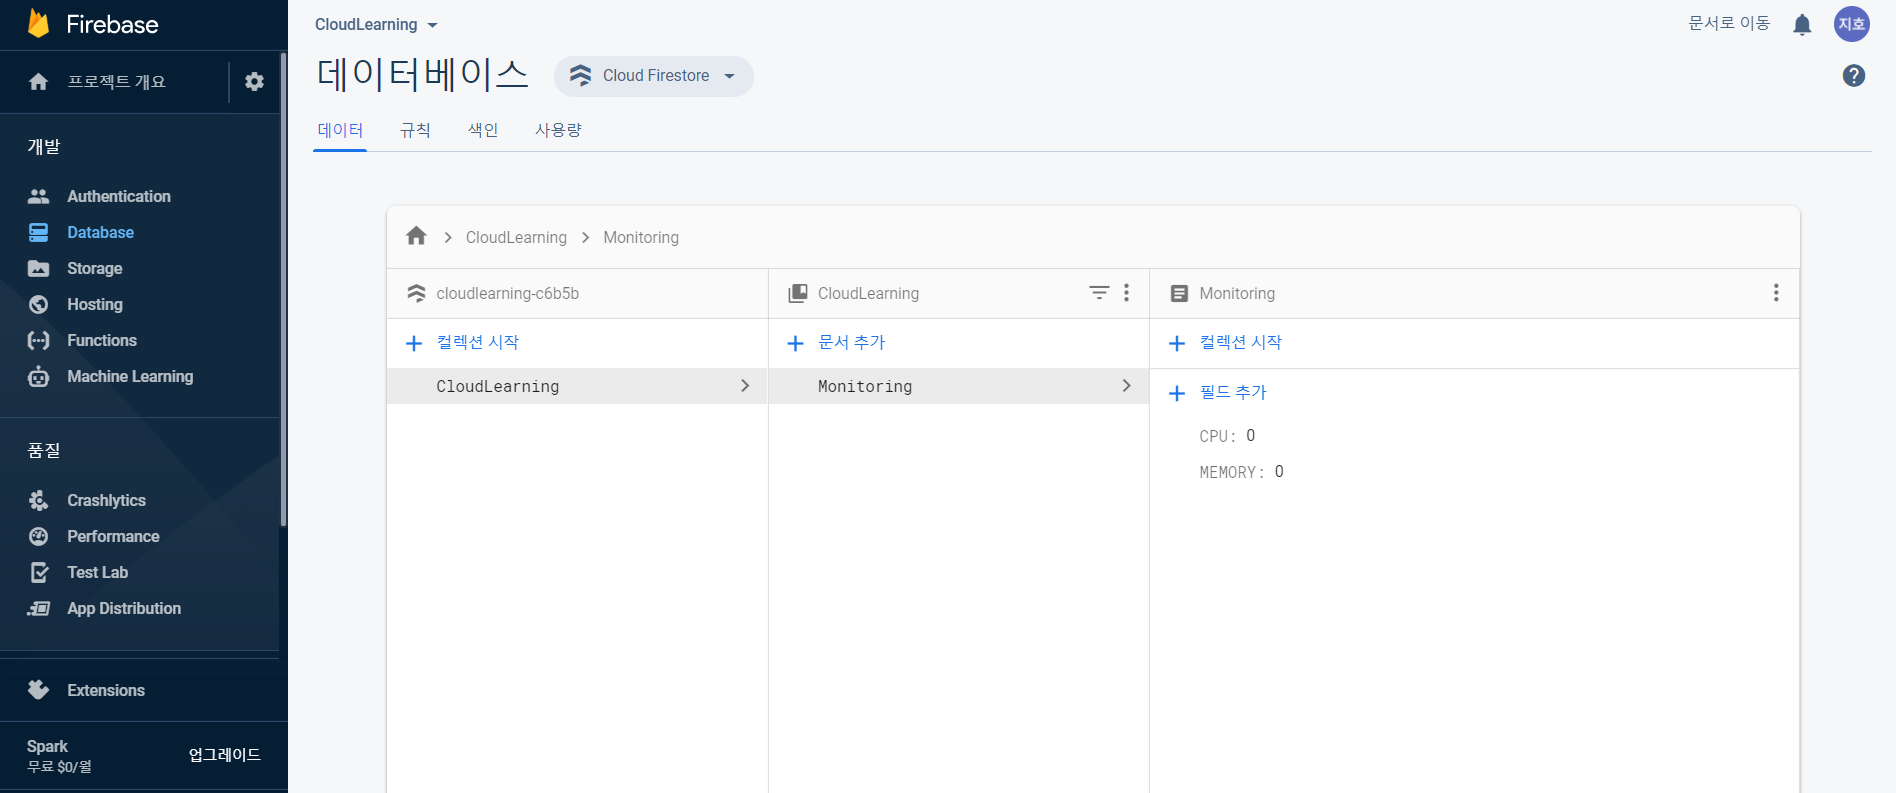 Firebase
프로젝트 개요
개발
Authentication
Database
Storage
Hosting
Functions
Machine Learning
품질
Crashlytics
Performance
Test Lab
App Distribution
Extensions
Spark
무료 $0/월
업그레이드
CloudLearning
문서로 이동
지호
데이터베이스
Cloud Firestore
데이터 규칙 색인 사용량
CloudLearning Monitoring
cloudlearning-c6b5b
컬렉션 시작
CloudLearning
CloudLearning
문서 추가
Monitoring
Monitoring
컬렉션 시작
필드 추가
CPU: 0
MEMORY: 0